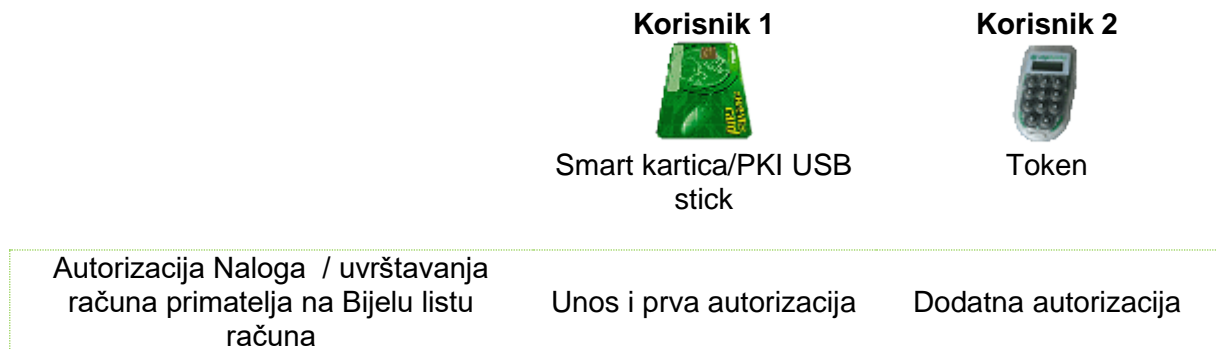 Korisnik 1
Korisnik 2
Smart kartica/PKI USB
stick
Token
Autorizacija Naloga / uvrštavanja
računa primatelja na Bijelu listu
računa
Unos i prva autorizacija
Dodatna autorizacija